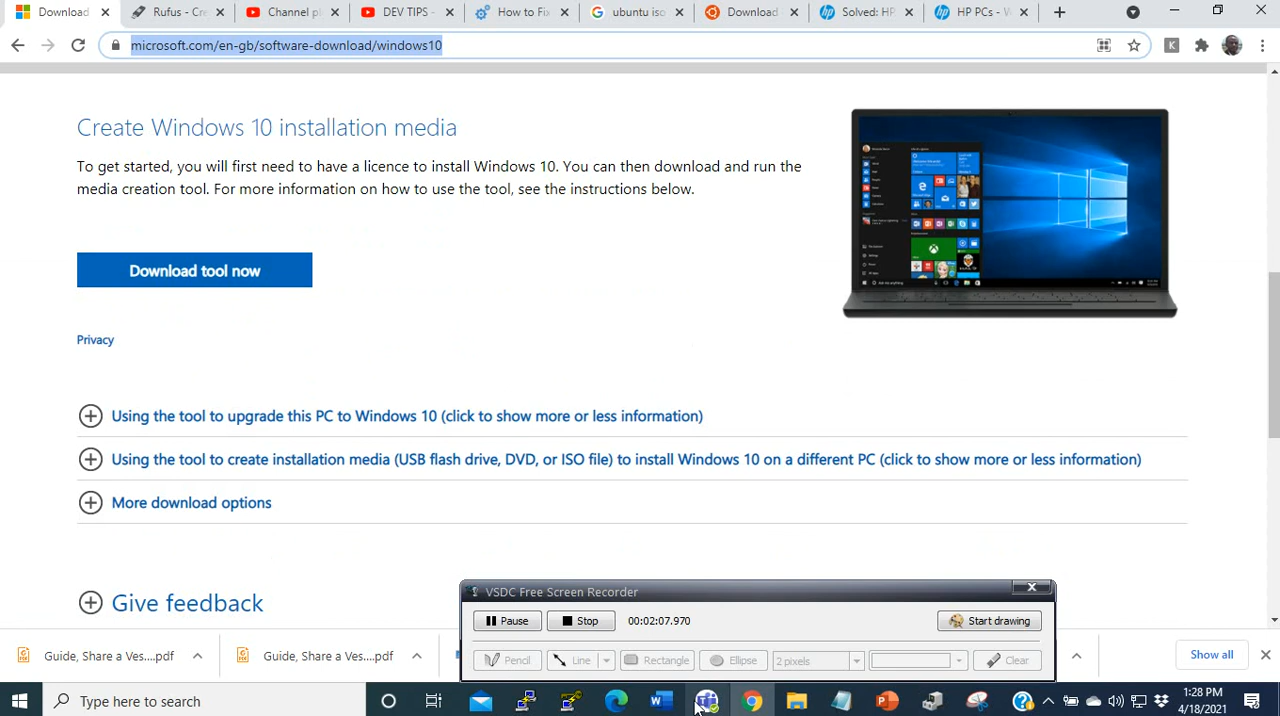 Download
Rufus - Cre
Channel pl
DEV TIPS -
How to Fix
ubuntu iso
Download
Solved: HP
HP PCs - W
microsoft.com/en-gb/software-download/windows10
K
Create Windows 10 installation media
To get started, you will first need to have a licence to install Windows 10. You can then download and run the
media creation tool. For more information on how to use the tool, see the instructions below.
Download tool now
Privacy
Using the tool to upgrade this PC to Windows 10 (click to show more or less information)
Using the tool to create installation media (USB flash drive, DVD, or ISO file) to install Windows 10 on a different PC (click to show more or less information)
More download options
Give feedback
VSDC Free Screen Recorder
Pause
Stop
00:02:07.970
Start drawing
Pencil
Line
Rectangle
Ellipse
2 pixels
Clear
Guide, Share a Ves....pdf
Guide, Share a Ves....pdf
Show all
Type here to search
1:28 PM
4/18/2021